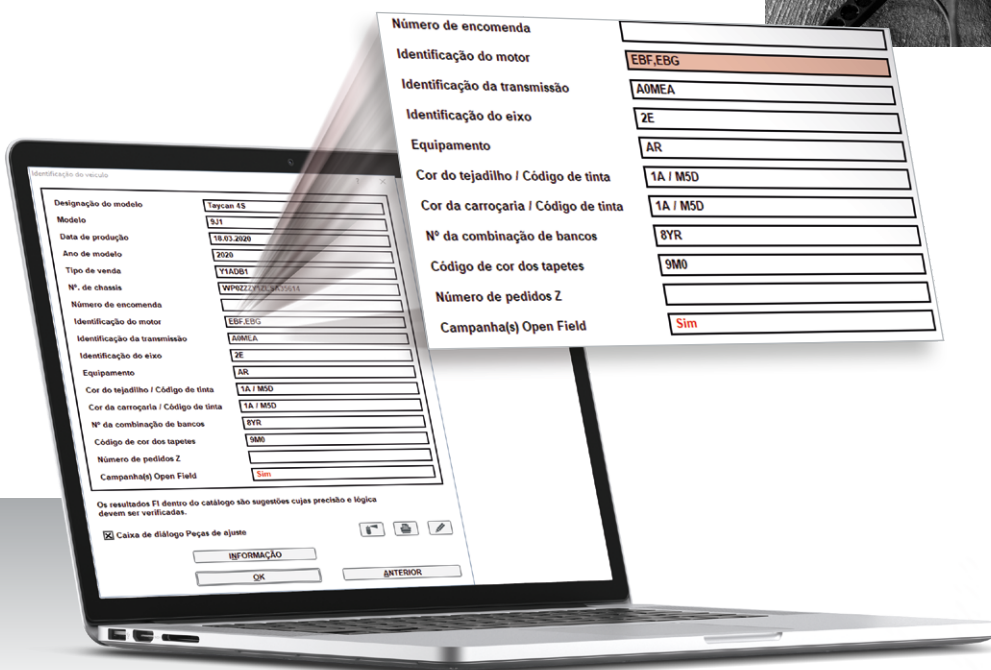 Número de encomenda
Identificação do motor EBF,EBG
Identificação da transmissão A0MEA
Identificação do eixo 2E
Equipamento AR
Cor do tejadilho / Código de tinta 1A / M5D
Cor da carroçaria / Código de tinta 1A / M5D
Nº da combinação de bancos 8YR
Código de cor dos tapetes 9M0
Número de pedidos Z
Campanha(s) Open Field Sim
Identificação do veículo
Designação do modelo Taycan 4S
Modelo 9J1
Data de produção 18.03.2020
Ano de modelo 2020
Tipo de venda Y1ADB1
Nº. de chassis
Número de encomenda
Identificação do motor EBF,EBG
Identificação da transmissão A0MEA
Identificação do eixo 2E
Equipamento AR
Cor do tejadilho / Código de tinta 1A / M5D
Cor da carroçaria / Código de tinta 1A / M5D
Nº da combinação de bancos 8YR
Código de cor dos tapetes 9M0
Número de pedidos Z
Campanha(s) Open Field Sim
Os resultados FI dentro do catálogo são sugestões cujas precisão e lógica
devem ser verificadas.
Caixa de diálogo Peças de ajuste
INFORMAÇÃO
OK ANTERIOR